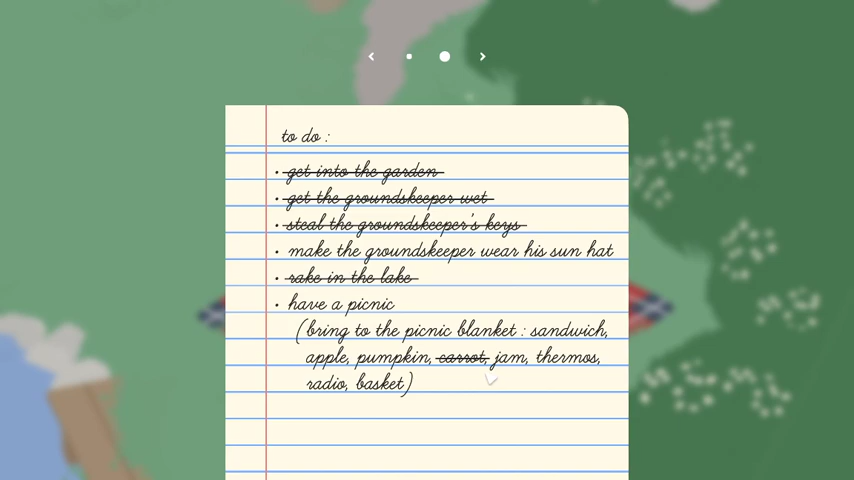 to do :
• get into the garden
• get the groundskeeper wet
• steal the groundskeeper's keys
• make the groundskeeper wear his sun hat
• rake in the lake
• have a picnic
(bring to the picnic blanket : sandwich,
apple, pumpkin, carrot, jam, thermos,
radio, basket)